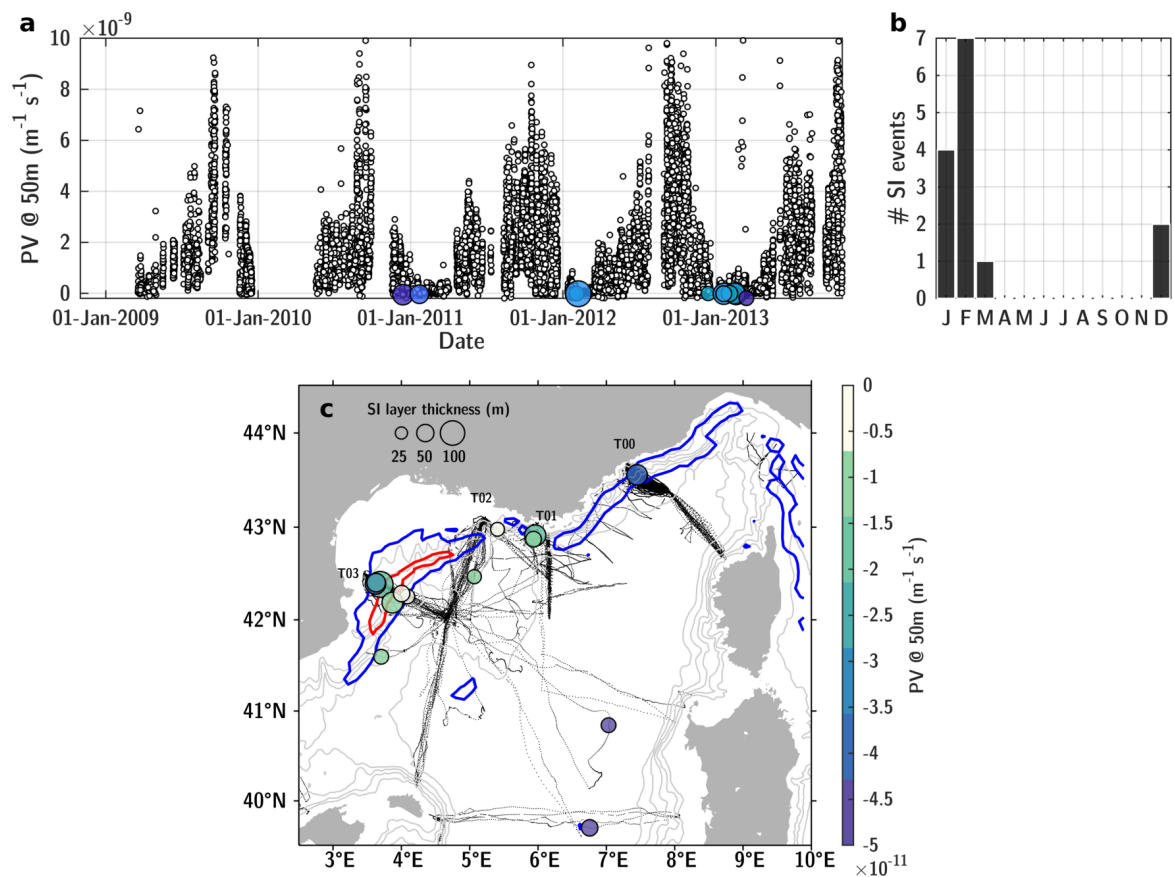 a
×10⁻⁹
PV @ 50m (m⁻¹ s⁻¹)
10
8
6
4
2
0
01-Jan-2009 01-Jan-2010 01-Jan-2011 01-Jan-2012 01-Jan-2013
Date
b
# SI events
7
6
5
4
3
2
1
0
J F M A M J J A S O N D
c
SI layer thickness (m)
25 50 100
T00
T02
T01
T03
44°N
43°N
42°N
41°N
40°N
3°E 4°E 5°E 6°E 7°E 8°E 9°E 10°E
0
-0.5
-1
-1.5
-2
-2.5
-3
-3.5
-4
-4.5
-5
×10⁻¹¹
PV @ 50m (m⁻¹ s⁻¹)